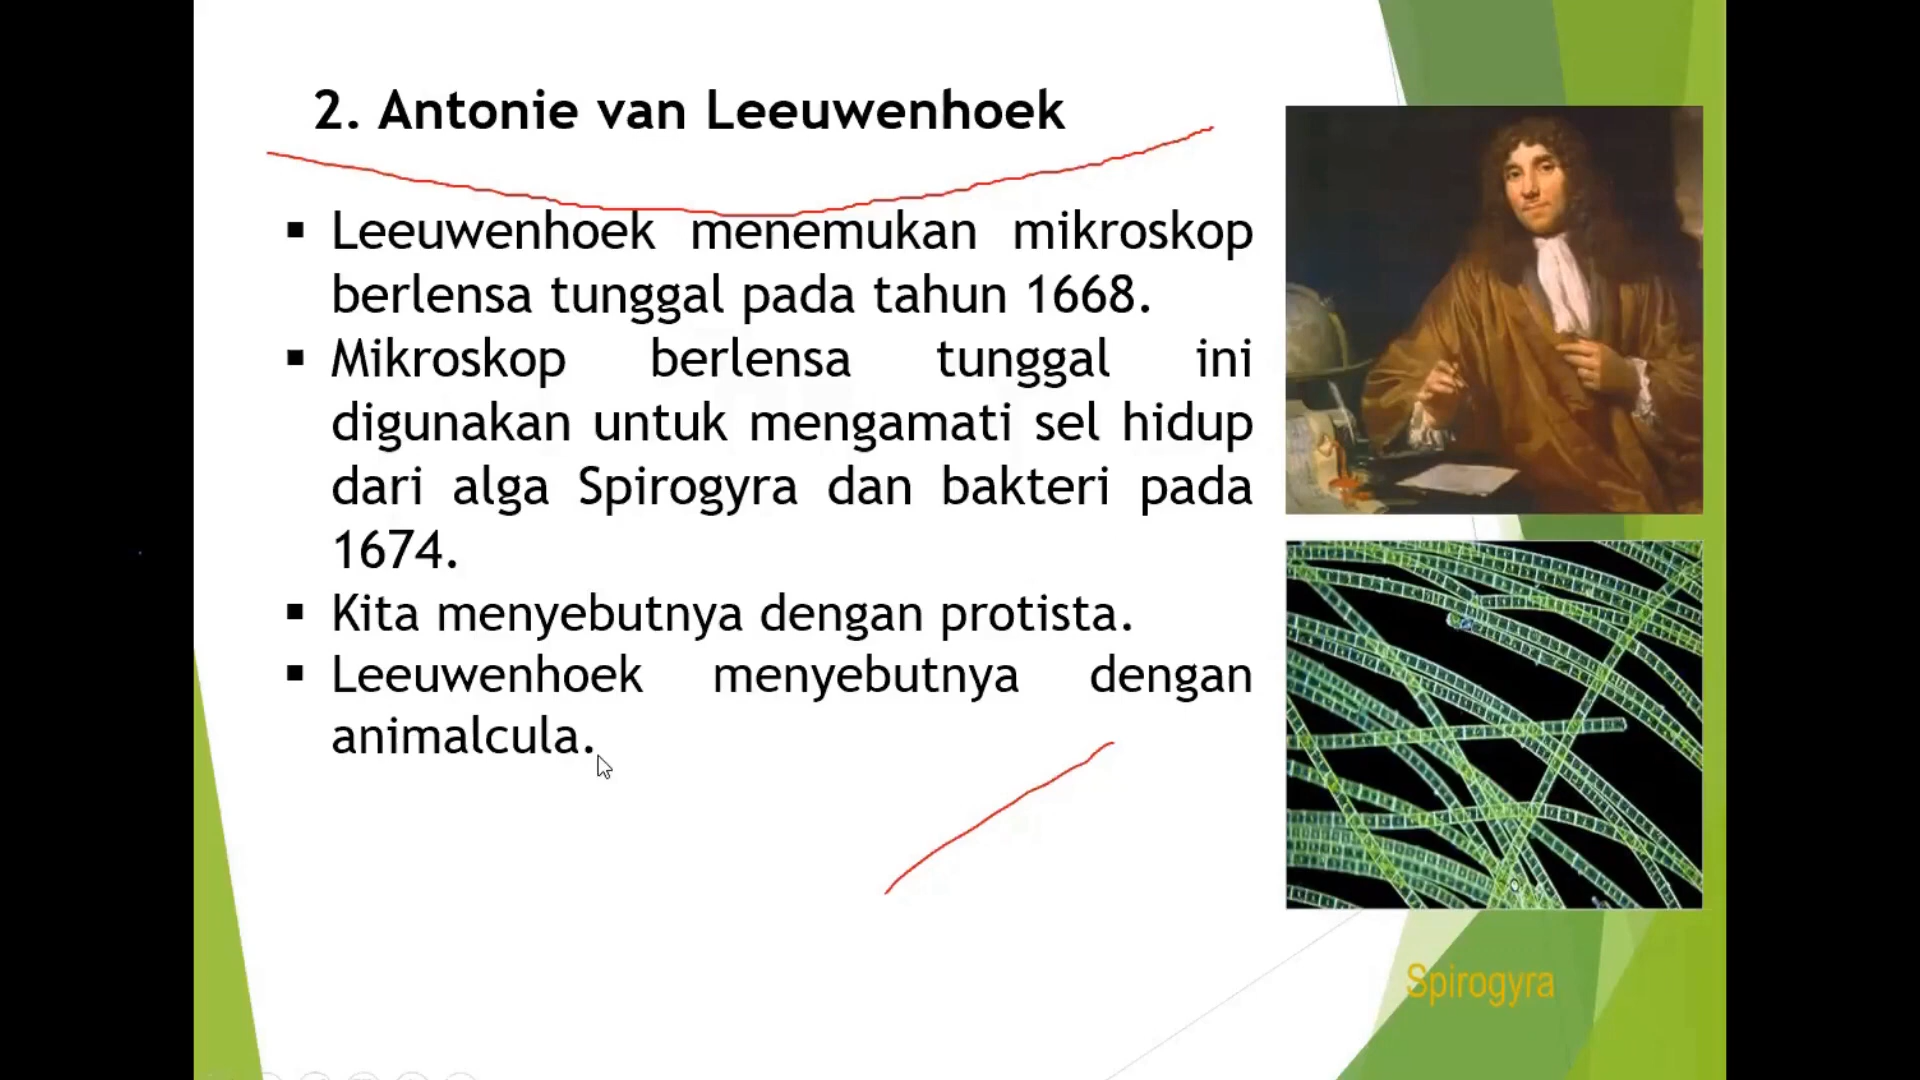 2. Antonie van Leeuwenhoek
▪ Leeuwenhoek menemukan mikroskop
berlensa tunggal pada tahun 1668.
▪ Mikroskop berlensa tunggal ini
digunakan untuk mengamati sel hidup
dari alga Spirogyra dan bakteri pada
1674.
▪ Kita menyebutnya dengan protista.
▪ Leeuwenhoek menyebutnya dengan
animalcula.
Spirogyra